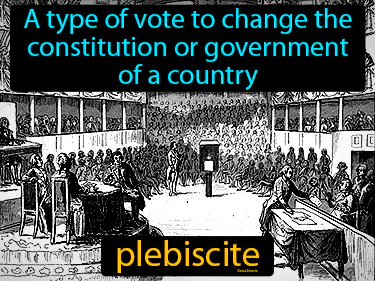 A type of vote to change the
constitution or government
of a country
plebiscite